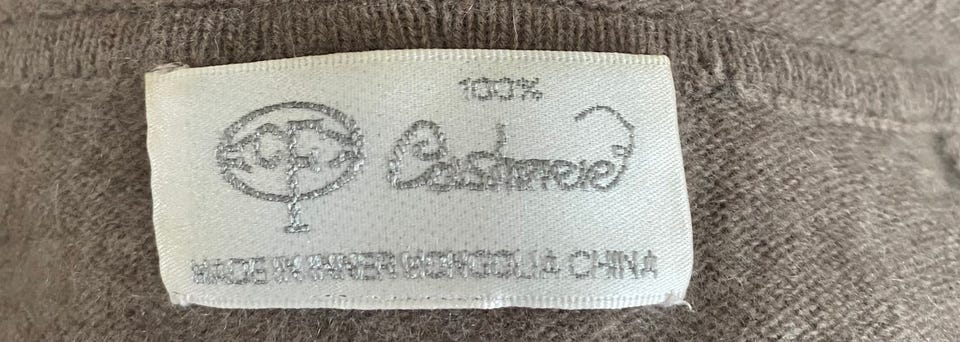 100%
Cashmere
MADE IN INNER MONGOLIA CHINA